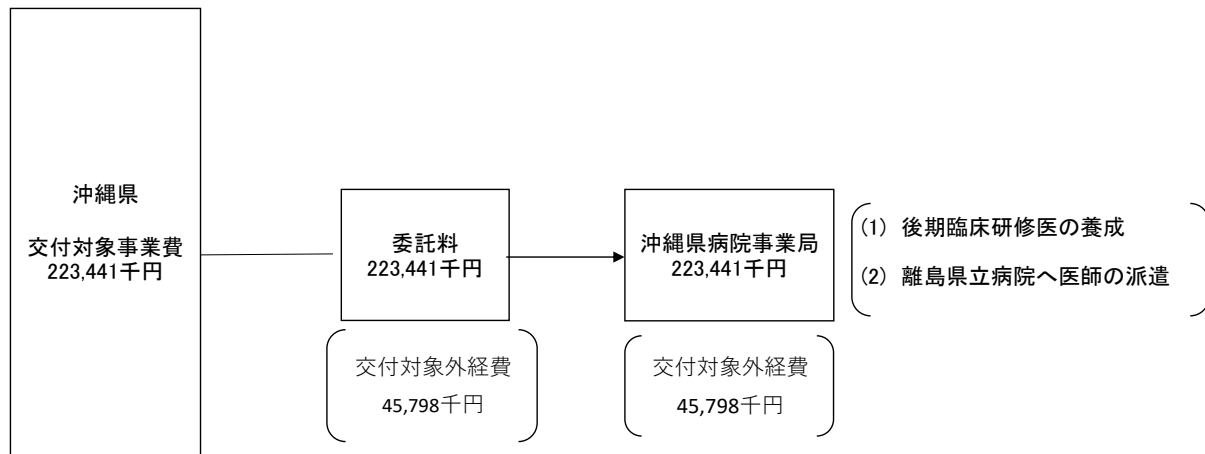 沖縄県
交付対象事業費
223,441千円
委託料
223,441千円
沖縄県病院事業局
223,441千円
(1) 後期臨床研修医の養成
(2) 離島県立病院へ医師の派遣
交付対象外経費
45,798千円
交付対象外経費
45,798千円